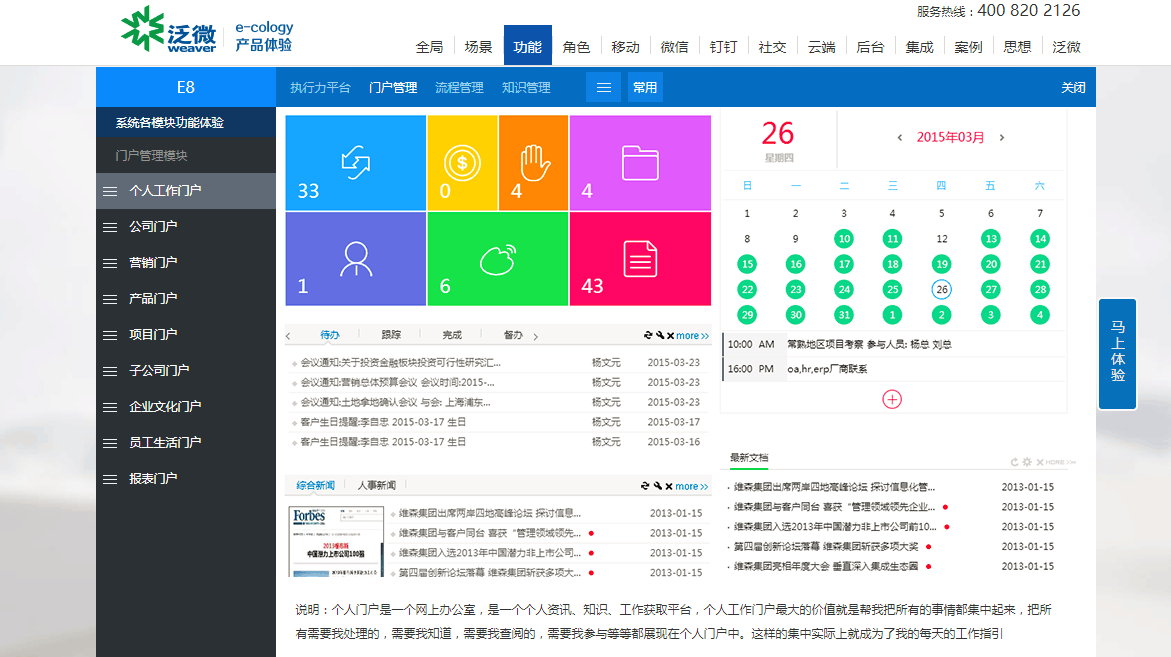 服务热线：400 820 2126
泛微 weaver e-cology 产品体验
全局 场景 功能 角色 移动 微信 钉钉 社交 云端 后台 集成 案例 思想 泛微
E8 执行力平台 门户管理 流程管理 知识管理 常用 关闭
系统各模块功能体验
门户管理模块
个人工作门户
公司门户
营销门户
产品门户
项目门户
子公司门户
企业文化门户
员工生活门户
报表门户
33 0 4 4
1 6 43
待办 跟踪 完成 督办 more
会议通知:关于投资金融板块投资可行性研究汇... 杨文元 2015-03-23
会议通知:营销总体预算会议 会议时间:2015-... 杨文元 2015-03-23
会议通知:土地拿地确认会议 与会: 上海浦东... 杨文元 2015-03-23
客户生日提醒:李自忠 2015-03-17 生日 杨文元 2015-03-17
客户生日提醒:李自忠 2015-03-17 生日 杨文元 2015-03-16
综合新闻 人事新闻 more
Forbes
中国潜力上市公司100强
维森集团出席两岸四地高峰论坛 探讨信息... 2013-01-15
维森集团与客户同台 喜获“管理领域领先... 2013-01-15
维森集团入选2013年中国潜力非上市公司... 2013-01-15
第四届创新论坛落幕 维森集团斩获多项大... 2013-01-15
26 星期四
2015年03月
日 一 二 三 四 五 六
1 2 3 4 5 6 7
8 9 10 11 12 13 14
15 16 17 18 19 20 21
22 23 24 25 26 27 28
29 30 31 1 2 3 4
10:00 AM 常熟地区项目考察 参与人员: 杨总 刘总
16:00 PM oa,hr,erp厂商联系
最新文档 MORE
维森集团出席两岸四地高峰论坛 探讨信息化管... 2013-01-15
维森集团与客户同台 喜获“管理领域领先企业... 2013-01-15
维森集团入选2013年中国潜力非上市公司前10... 2013-01-15
第四届创新论坛落幕 维森集团斩获多项大奖 2013-01-15
维森集团亮相年度大会 垂直深入集成生态圆 2013-01-15
说明：个人门户是一个网上办公室，是一个个人资讯、知识、工作获取平台，个人工作门户最大的价值就是帮我把所有的事情都集中起来，把所
有需要我处理的，需要我知道，需要我查阅的，需要我参与等等都展现在个人门户中。这样的集中实际上就成为了我的每天的工作指引
马上体验